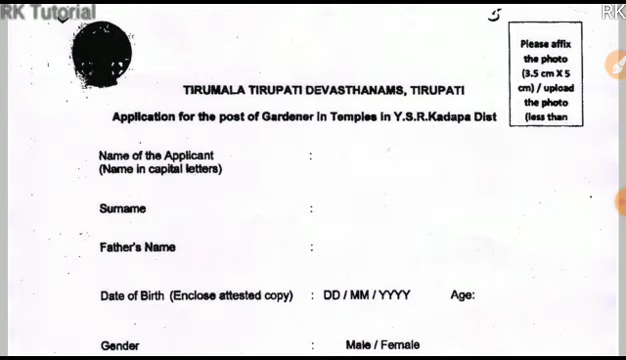 RK Tutorial
RK
5
Please affix
the photo
(3.5 cm X 5
cm) / upload
the photo
(less than
TIRUMALA TIRUPATI DEVASTHANAMS, TIRUPATI
Application for the post of Gardener in Temples in Y.S.R.Kadapa Dist
Name of the Applicant :
(Name in capital letters)
Surname :
Father's Name :
Date of Birth (Enclose attested copy) : DD / MM / YYYY Age:
Gender : Male / Female